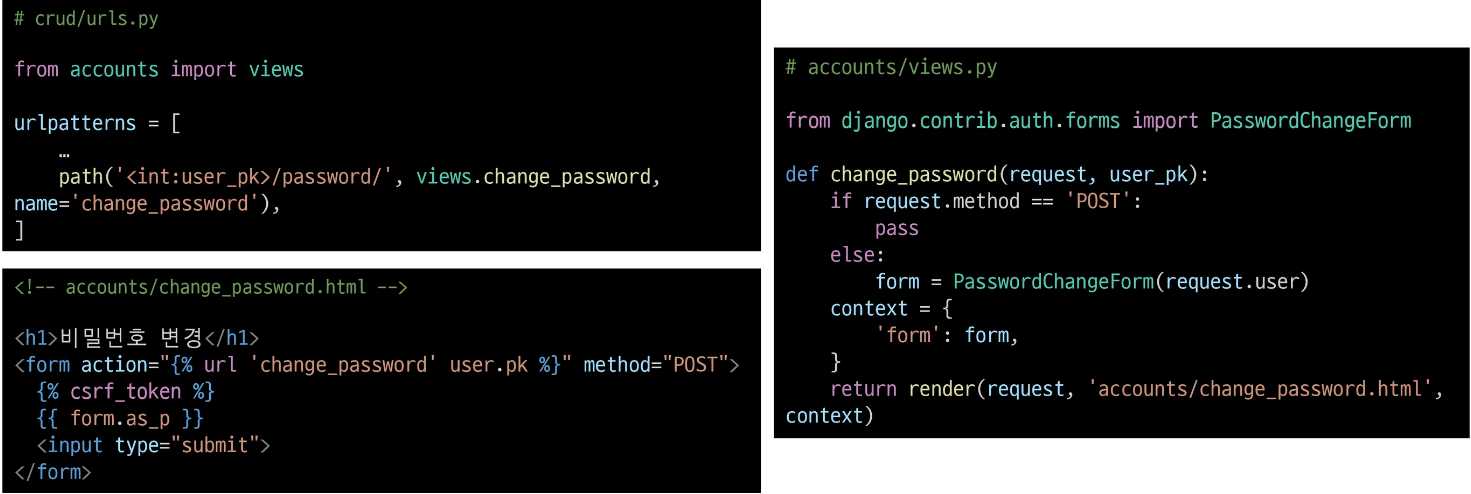 # crud/urls.py
from accounts import views
urlpatterns = [
    …
    path('<int:user_pk>/password/', views.change_password,
name='change_password'),
]
<!-- accounts/change_password.html -->
<h1>비밀번호 변경</h1>
<form action="{% url 'change_password' user.pk %}" method="POST">
  {% csrf_token %}
  {{ form.as_p }}
  <input type="submit">
</form>
# accounts/views.py
from django.contrib.auth.forms import PasswordChangeForm
def change_password(request, user_pk):
    if request.method == 'POST':
        pass
    else:
        form = PasswordChangeForm(request.user)
    context = {
        'form': form,
    }
    return render(request, 'accounts/change_password.html',
context)